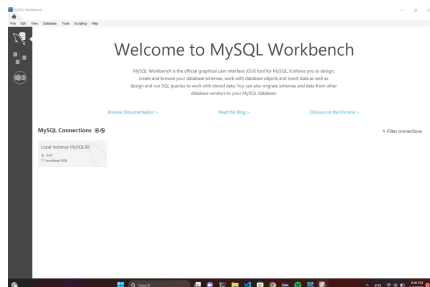 MySQL Workbench
File Edit View Database Tools Scripting Help
Welcome to MySQL Workbench
MySQL Workbench is the official graphical user interface (GUI) tool for MySQL. It allows you to design,
create and browse your database schemas, work with database objects and insert data as well as
design and run SQL queries to work with stored data. You can also migrate schemas and data from other
database vendors to your MySQL database.
Browse Documentation >
Read the Blog >
Discuss on the Forums >
MySQL Connections
Filter connections
Local instance MySQL80
root
localhost:3306
Search
ENG